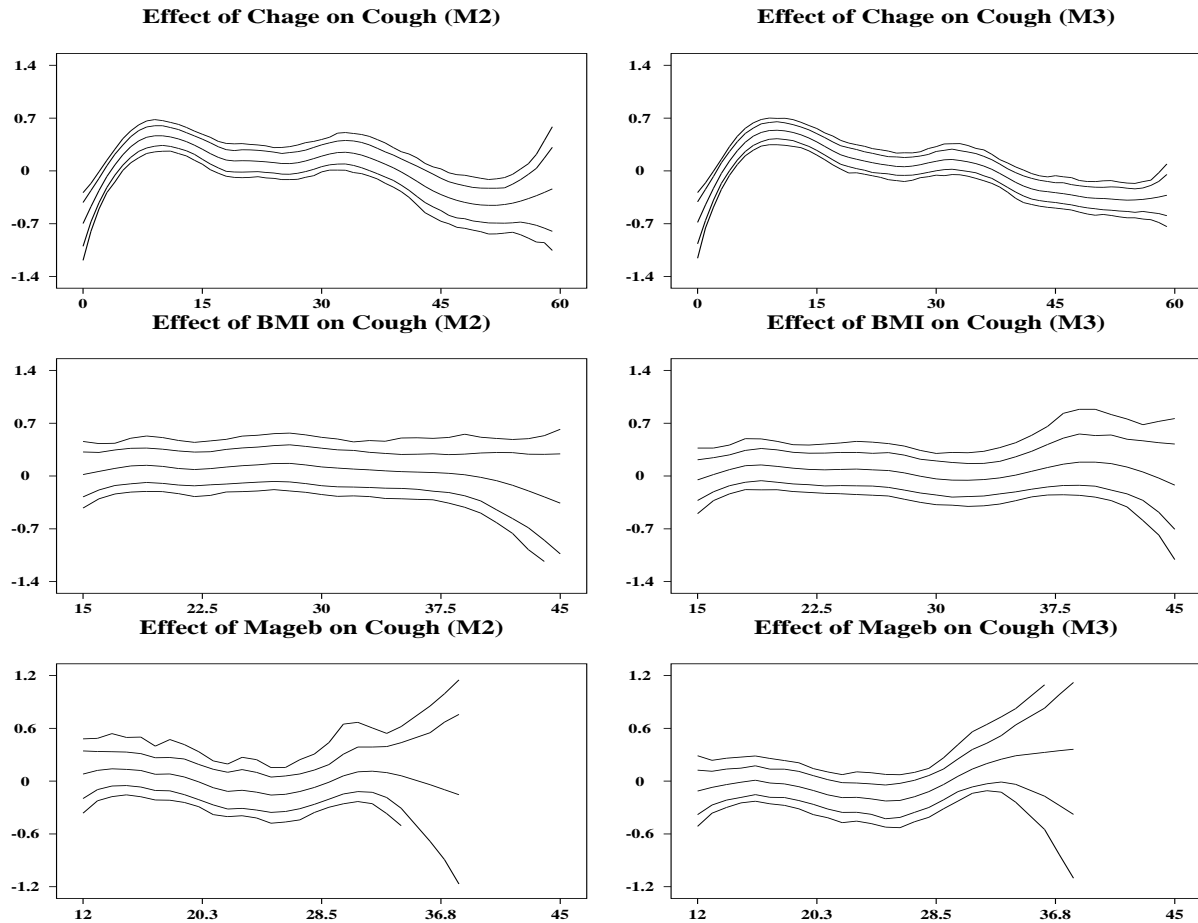 Effect of Chage on Cough (M2)
1.4
0.7
0
-0.7
-1.4
0 15 30 45 60
Effect of Chage on Cough (M3)
1.4
0.7
0
-0.7
-1.4
0 15 30 45 60
Effect of BMI on Cough (M2)
1.4
0.7
0
-0.7
-1.4
15 22.5 30 37.5 45
Effect of BMI on Cough (M3)
1.4
0.7
0
-0.7
-1.4
15 22.5 30 37.5 45
Effect of Mageb on Cough (M2)
1.2
0.6
0
-0.6
-1.2
12 20.3 28.5 36.8 45
Effect of Mageb on Cough (M3)
1.2
0.6
0
-0.6
-1.2
12 20.3 28.5 36.8 45